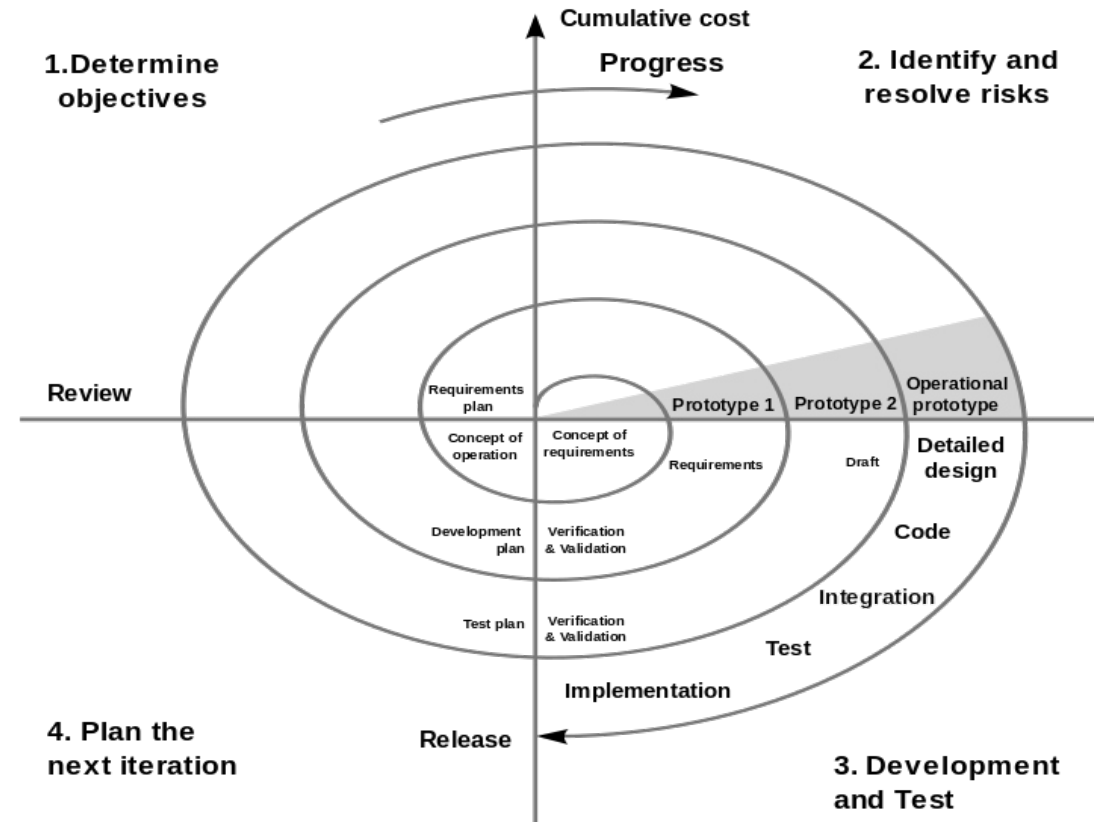 Cumulative cost
Progress
1.Determine
objectives
2. Identify and
resolve risks
Review
Requirements
plan
Prototype 1
Prototype 2
Operational
prototype
Concept of
operation
Concept of
requirements
Requirements
Draft
Detailed
design
Development
plan
Verification
& Validation
Code
Integration
Test plan
Verification
& Validation
Test
Implementation
Release
4. Plan the
next iteration
3. Development
and Test